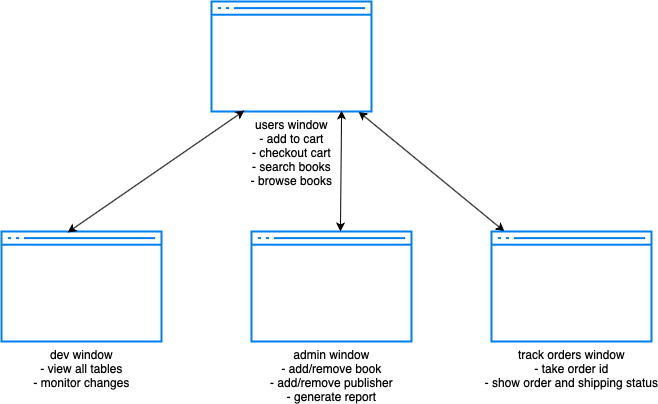 users window
- add to cart
- checkout cart
- search books
- browse books
dev window
- view all tables
- monitor changes
admin window
- add/remove book
- add/remove publisher
- generate report
track orders window
- take order id
- show order and shipping status